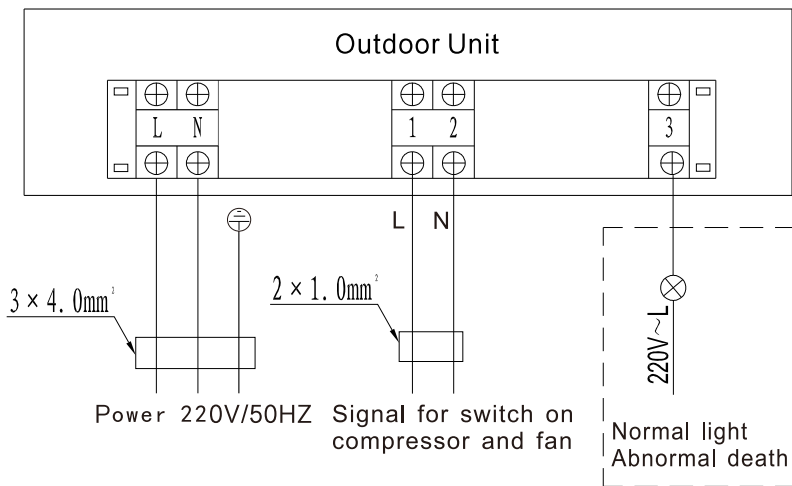 Outdoor Unit
L N 1 2 3
L N
3×4.0mm²
2×1.0mm²
220V~L
Power 220V/50HZ
Signal for switch on
compressor and fan
Normal light
Abnormal death